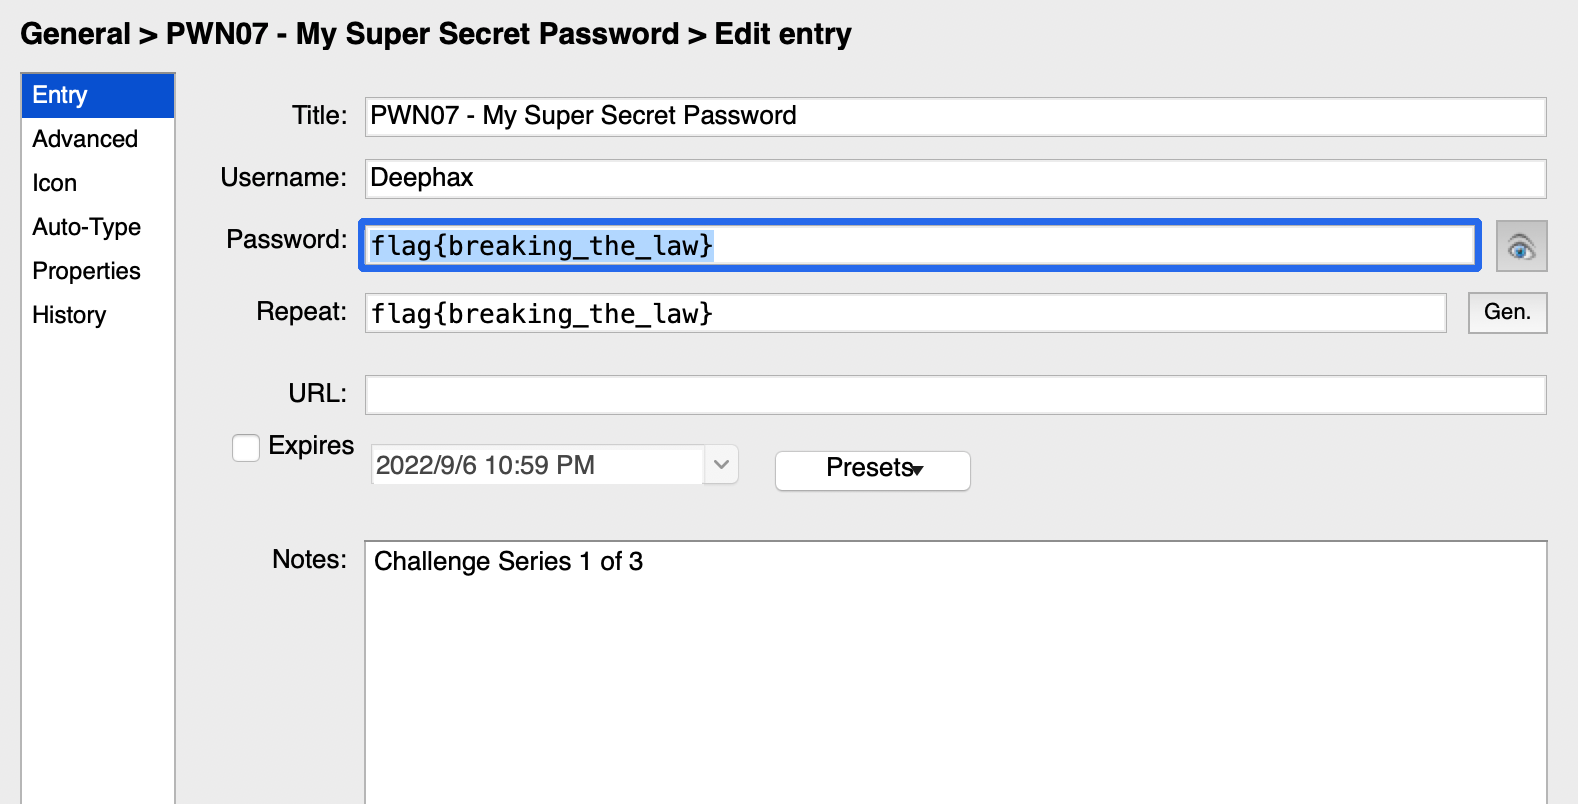 General > PWN07 - My Super Secret Password > Edit entry
Entry
Advanced
Icon
Auto-Type
Properties
History
Title: PWN07 - My Super Secret Password
Username: Deephax
Password: flag{breaking_the_law}
Repeat: flag{breaking_the_law} Gen.
URL:
Expires 2022/9/6 10:59 PM Presets
Notes: Challenge Series 1 of 3